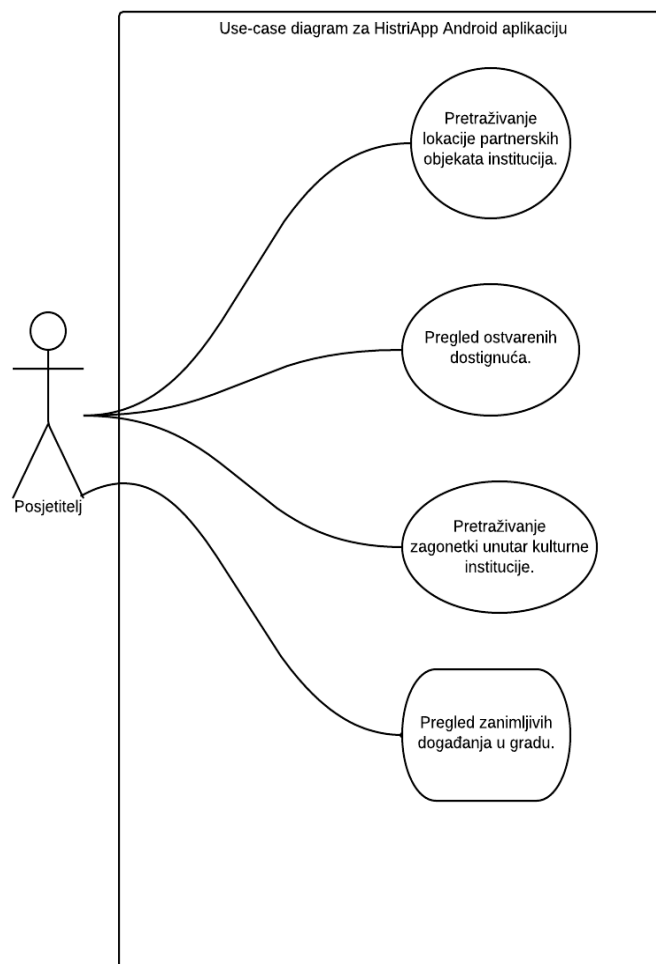 Use-case diagram za HistriApp Android aplikaciju
Pretraživanje
lokacije partnerskih
objekata institucija.
Pregled ostvarenih
dostignuća.
Posjetitelj
Pretraživanje
zagonetki unutar kulturne
institucije.
Pregled zanimljivih
događanja u gradu.